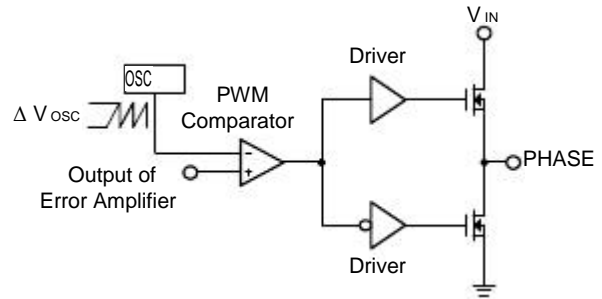 V IN
Driver
OSC
PWM
Comparator
Δ V OSC
-
+
PHASE
Output of
Error Amplifier
Driver